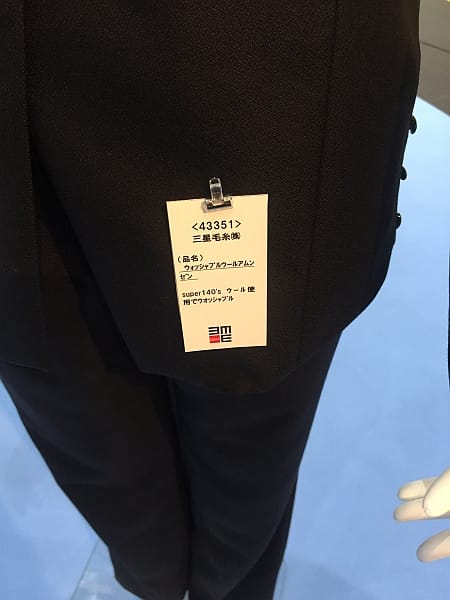 <43351>
三星毛糸㈱
(品名)
ウォッシャブルウールアムン
ゼン
super140's ウール使
用でウオッシャブル